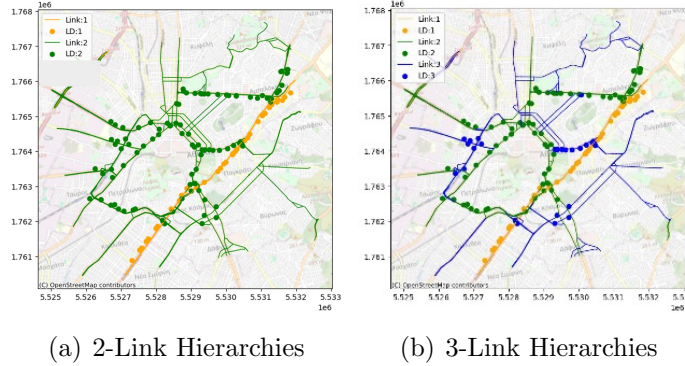 1e6
1.768
1.767
1.766
1.765
1.764
1.763
1.762
1.761
Link:1
LD:1
Link:2
LD:2
(C) OpenStreetMap contributors
5.525 5.526 5.527 5.528 5.529 5.530 5.531 5.532 5.533
1e6
(a) 2-Link Hierarchies
1e6
1.768
1.767
1.766
1.765
1.764
1.763
1.762
1.761
Link:1
LD:1
Link:2
LD:2
Link:3
LD:3
(C) OpenStreetMap contributors
5.525 5.526 5.527 5.528 5.529 5.530 5.531 5.532
1e6
(b) 3-Link Hierarchies